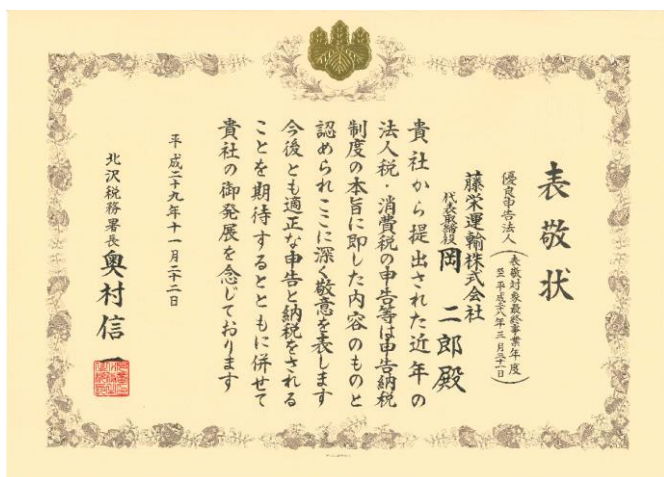 表敬状
優良申告法人
(表敬対象最終事業年度
至平成二十八年三月三十一日)
藤栄運輸株式会社
代表取締役 岡 二郎 殿
貴社から提出された近年の
法人税・消費税の申告等は申告納税
制度の本旨に即した内容のものと
認められここに深く敬意を表します
今後とも適正な申告と納税をされる
ことを期待するとともに併せて
貴社の御発展を念じております
平成二十九年十一月二十二日
北沢税務署長 奥村信一